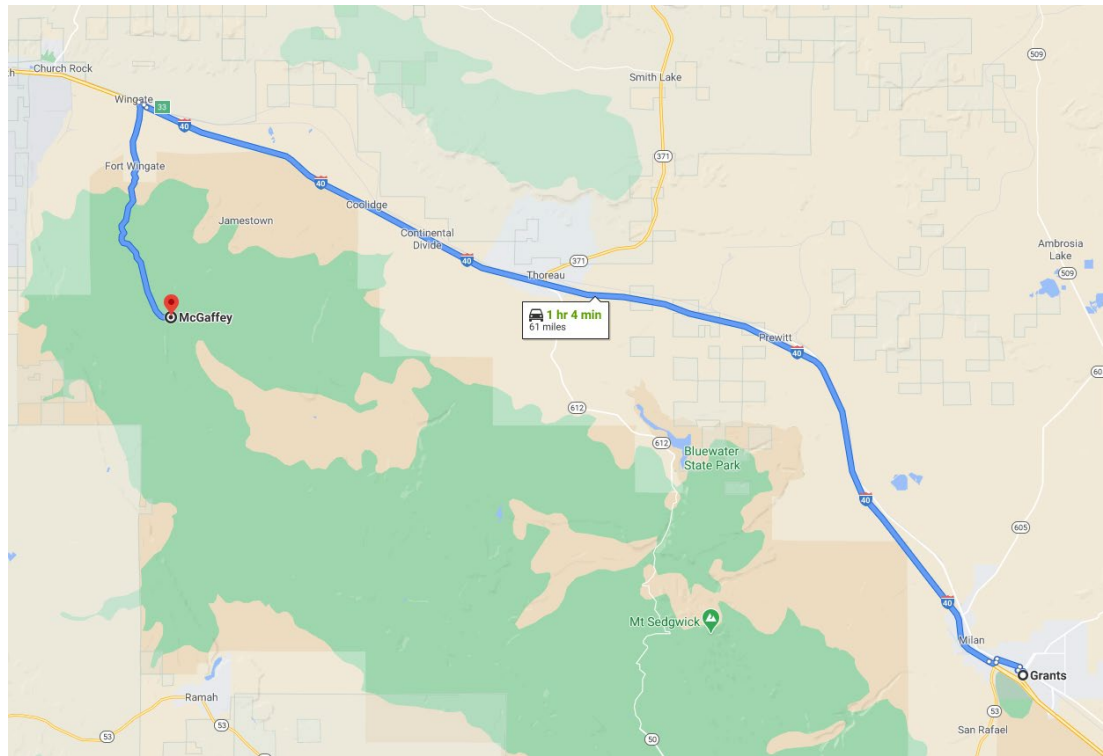 509
Church Rock
Smith Lake
Wingate
33
40
371
Fort Wingate
40
Coolidge
Jamestown
Continental
Divide
Ambrosia
Lake
40
371
509
Thoreau
McGaffey
1 hr 4 min
61 miles
Prewitt
40
60
612
612
Bluewater
State Park
40
605
40
Mt Sedgwick
Milan
Grants
Ramah
53
53
53
San Rafael
50